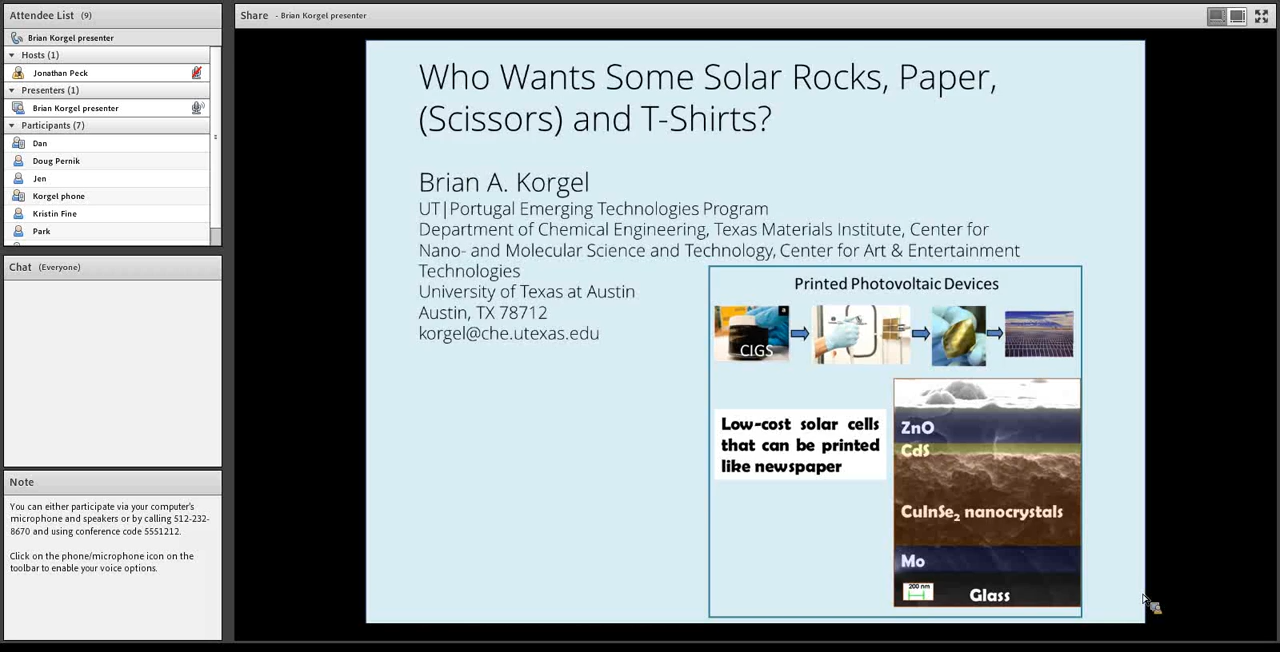 Attendee List (9)
Brian Korgel presenter
Hosts (1)
Jonathan Peck
Presenters (1)
Brian Korgel presenter
Participants (7)
Dan
Doug Pernik
Jen
Korgel phone
Kristin Fine
Park
Chat (Everyone)
Note
You can either participate via your computer's
microphone and speakers or by calling 512-232-
8670 and using conference code 5551212.
Click on the phone/microphone icon on the
toolbar to enable your voice options.
Share - Brian Korgel presenter
Who Wants Some Solar Rocks, Paper,
(Scissors) and T-Shirts?
Brian A. Korgel
UT|Portugal Emerging Technologies Program
Department of Chemical Engineering, Texas Materials Institute, Center for
Nano- and Molecular Science and Technology, Center for Art & Entertainment
Technologies
University of Texas at Austin
Austin, TX 78712
korgel@che.utexas.edu
Printed Photovoltaic Devices
a
CIGS
Low-cost solar cells
that can be printed
like newspaper
ZnO
CdS
CuInSe₂ nanocrystals
Mo
200 nm
Glass